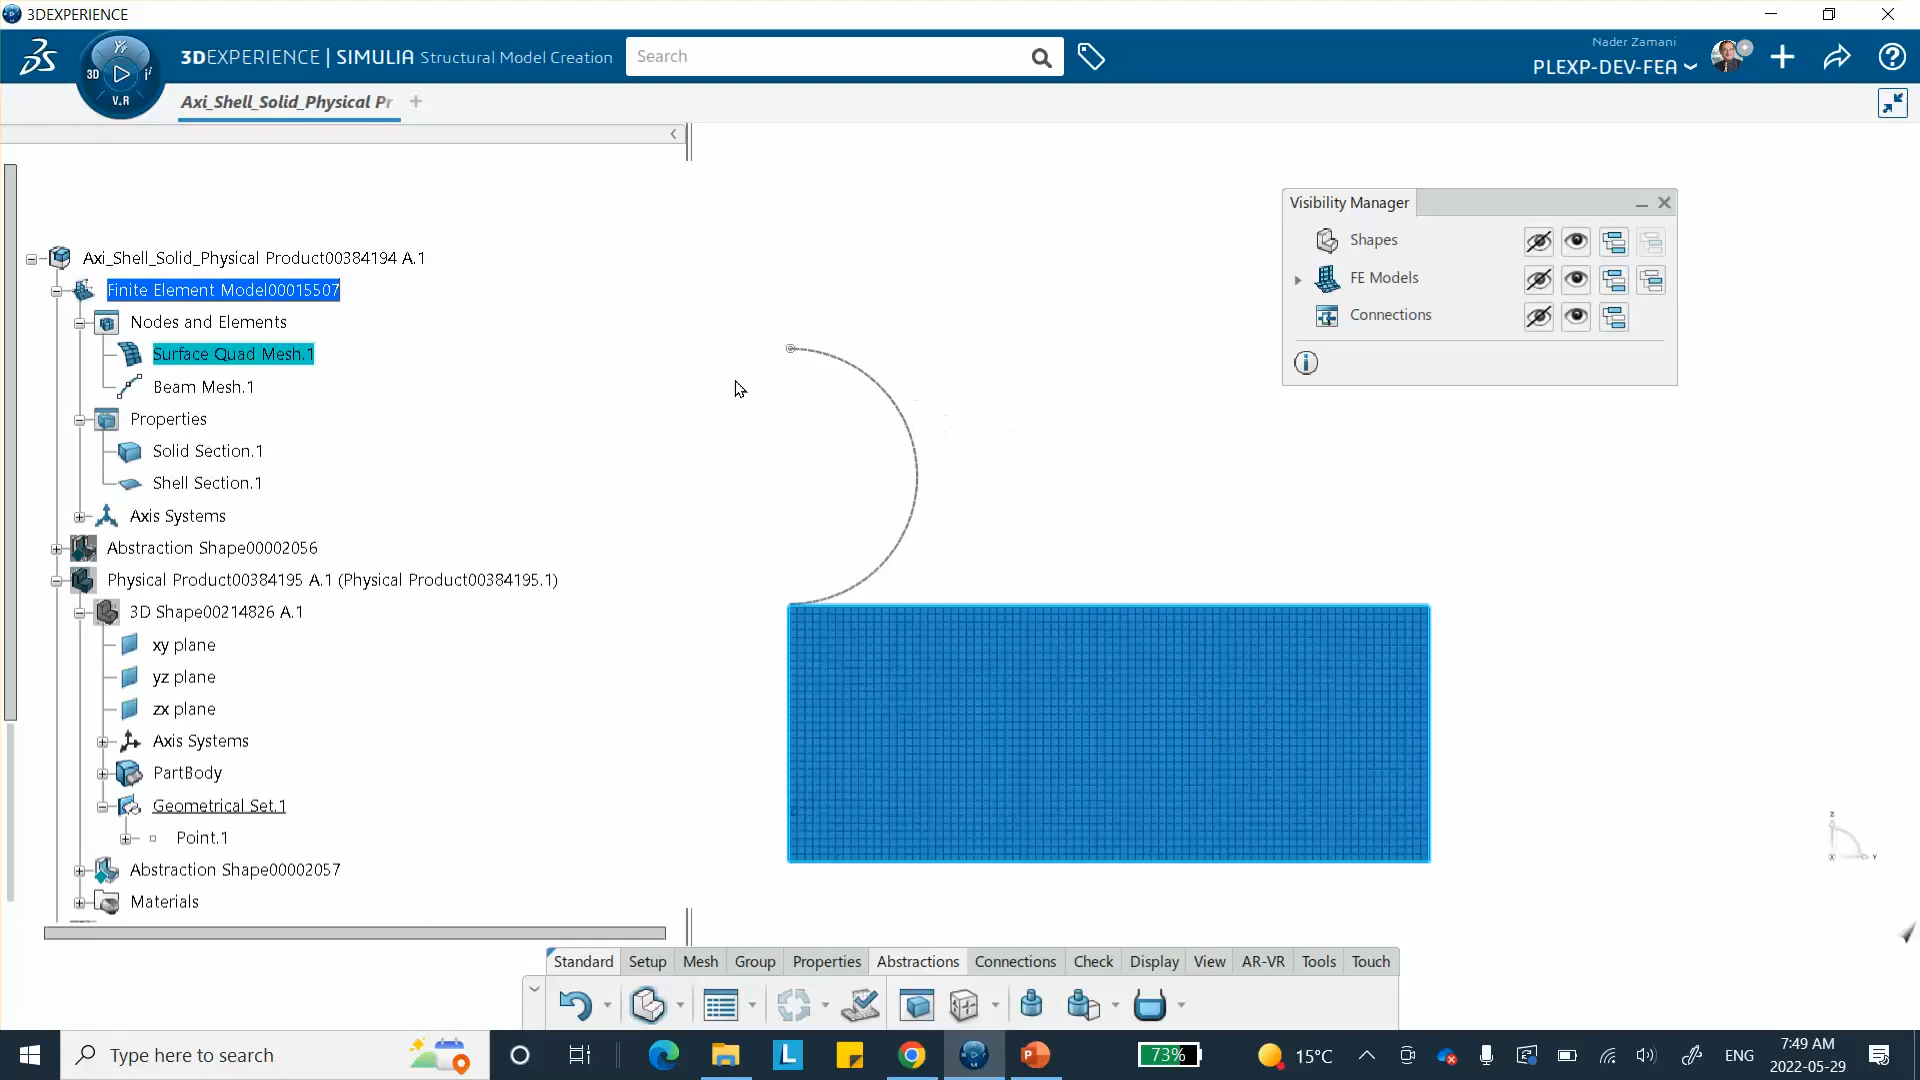 3DEXPERIENCE
3DEXPERIENCE | SIMULIA Structural Model Creation
Search
Nader Zamani
PLEXP-DEV-FEA
3D
V.R
Axi_Shell_Solid_Physical Pr
Visibility Manager
Shapes
FE Models
Connections
Axi_Shell_Solid_Physical Product00384194 A.1
Finite Element Model00015507
Nodes and Elements
Surface Quad Mesh.1
Beam Mesh.1
Properties
Solid Section.1
Shell Section.1
Axis Systems
Abstraction Shape00002056
Physical Product00384195 A.1 (Physical Product00384195.1)
3D Shape00214826 A.1
xy plane
yz plane
zx plane
Axis Systems
PartBody
Geometrical Set.1
Point.1
Abstraction Shape00002057
Materials
Z
X
Y
Standard Setup Mesh Group Properties Abstractions Connections Check Display View AR-VR Tools Touch
Type here to search
L
73%
15°C
ENG
7:49 AM
2022-05-29